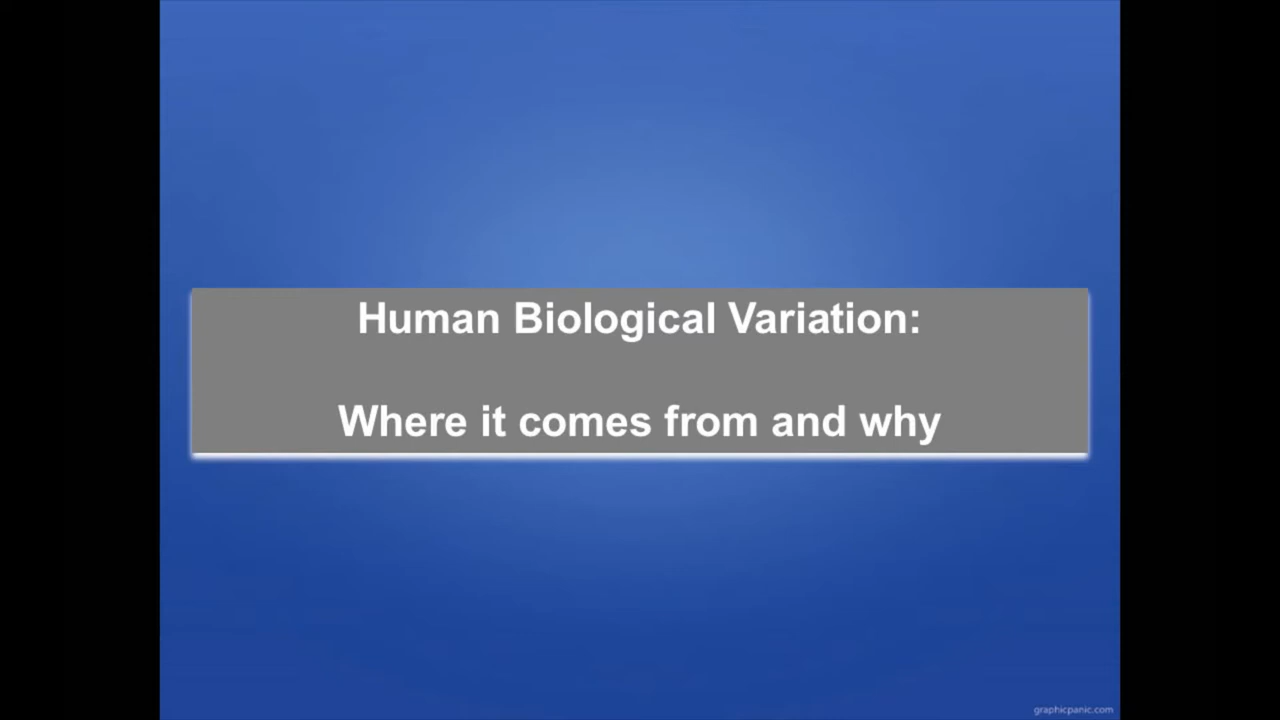 Human Biological Variation:
Where it comes from and why
graphicpanic.com